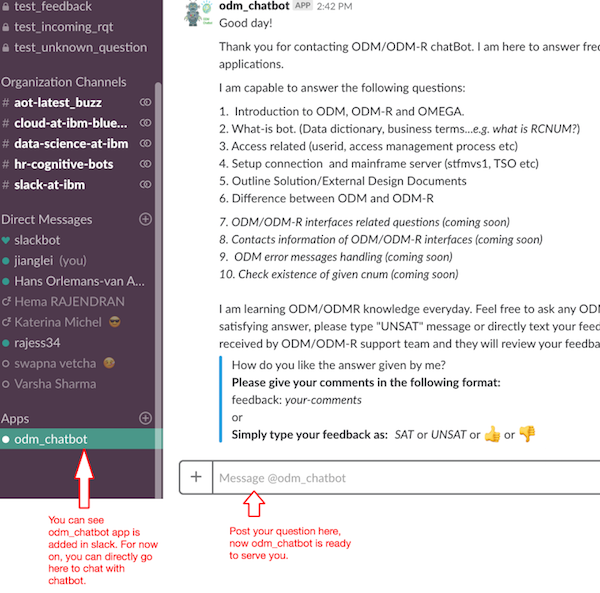 test_feedback
test_incoming_rqt
test_unknown_question
Organization Channels
# aot-latest_buzz
# cloud-at-ibm-blue...
# data-science-at-ibm
# hr-cognitive-bots
# slack-at-ibm
Direct Messages
slackbot
jianglei (you)
Hans Orlemans-van A...
Hema RAJENDRAN
Katerina Michel
rajess34
swapna vetcha
Varsha Sharma
Apps
odm_chatbot
odm_chatbot APP 2:42 PM
Good day!
Thank you for contacting ODM/ODM-R chatBot. I am here to answer
applications.
I am capable to answer the following questions:
1. Introduction to ODM, ODM-R and OMEGA.
2. What-is bot. (Data dictionary, business terms...e.g. what is RCNUM?)
3. Access related (userid, access management process etc)
4. Setup connection and mainframe server (stfmvs1, TSO etc)
5. Outline Solution/External Design Documents
6. Difference between ODM and ODM-R
7. ODM/ODM-R interfaces related questions (coming soon)
8. Contacts information of ODM/ODM-R interfaces (coming soon)
9. ODM error messages handling (coming soon)
10. Check existence of given cnum (coming soon)
I am learning ODM/ODMR knowledge everyday. Feel free to ask any
satisfying answer, please type "UNSAT" message or directly text your
received by ODM/ODM-R support team and they will review your
How do you like the answer given by me?
Please give your comments in the following format:
feedback: your-comments
or
Simply type your feedback as: SAT or UNSAT or 👍 or 👎
+ Message @odm_chatbot
You can see
odm_chatbot app is
added in slack. For now
on, you can directly go
here to chat with
chatbot.
Post your question here,
now odm_chatbot is ready
to serve you.